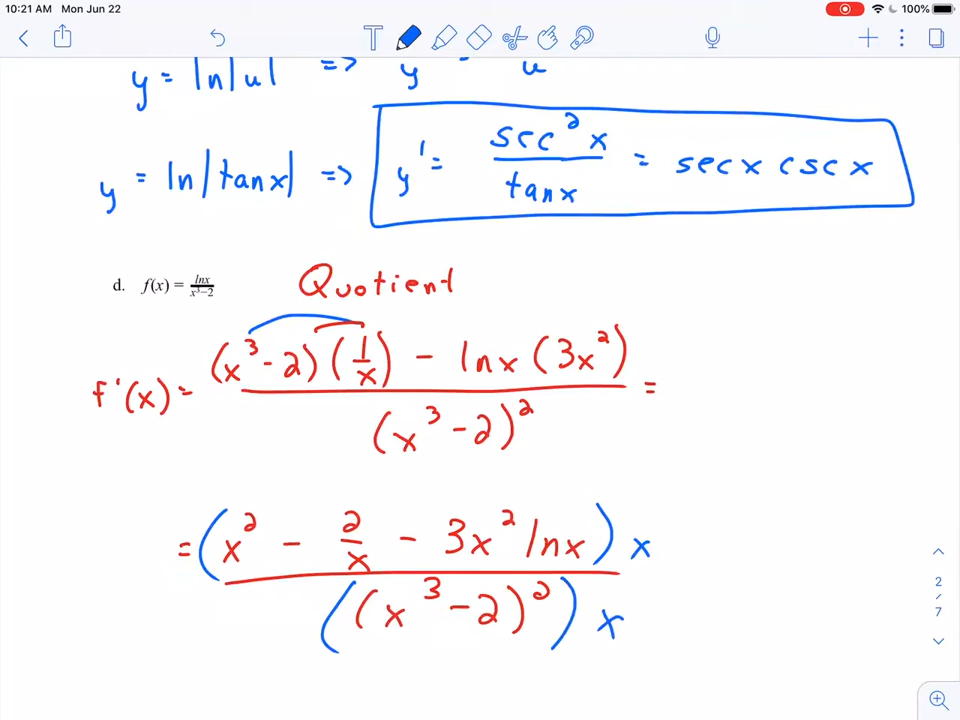 10:21 AM Mon Jun 22 100%
T
y = ln|u| => y = u
y = ln|tanx| => y' = sec²x / tanx = secx cscx
d. f(x) = lnx / x³−2 Quotient
f'(x) = (x³ - 2)(1/x) - lnx(3x²) / (x³ - 2)² =
= (x² - 2/x - 3x² lnx) x / ((x³ - 2)²) x
2
7